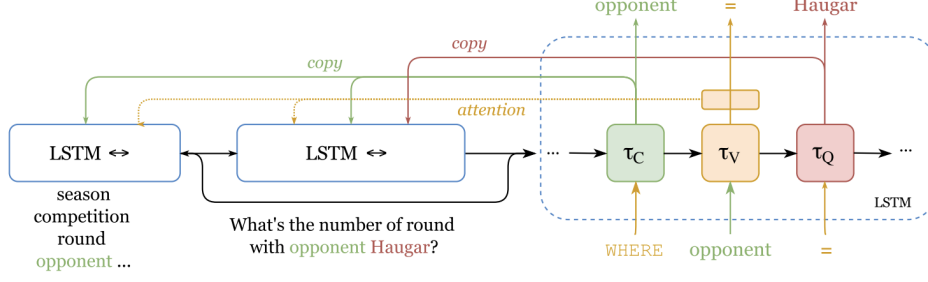 opponent = Haugar
copy
copy
attention
LSTM ↔ LSTM ↔ ... τC τV τQ ...
LSTM
season
competition
round
opponent ...
What's the number of round
with opponent Haugar?
WHERE opponent =